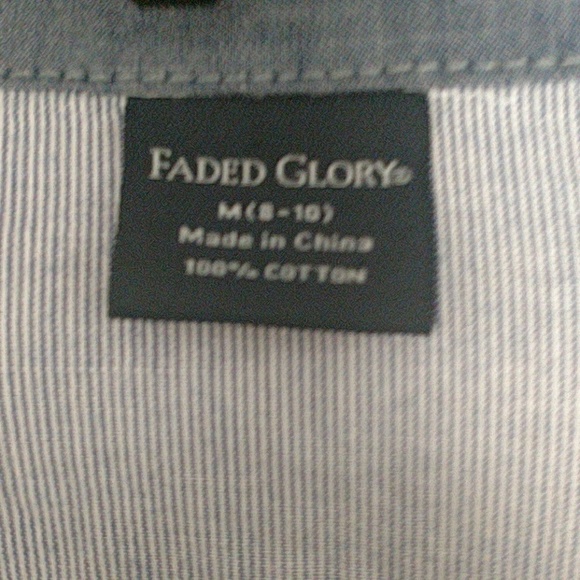 FADED GLORY®
M (8-10)
Made in China
100% COTTON